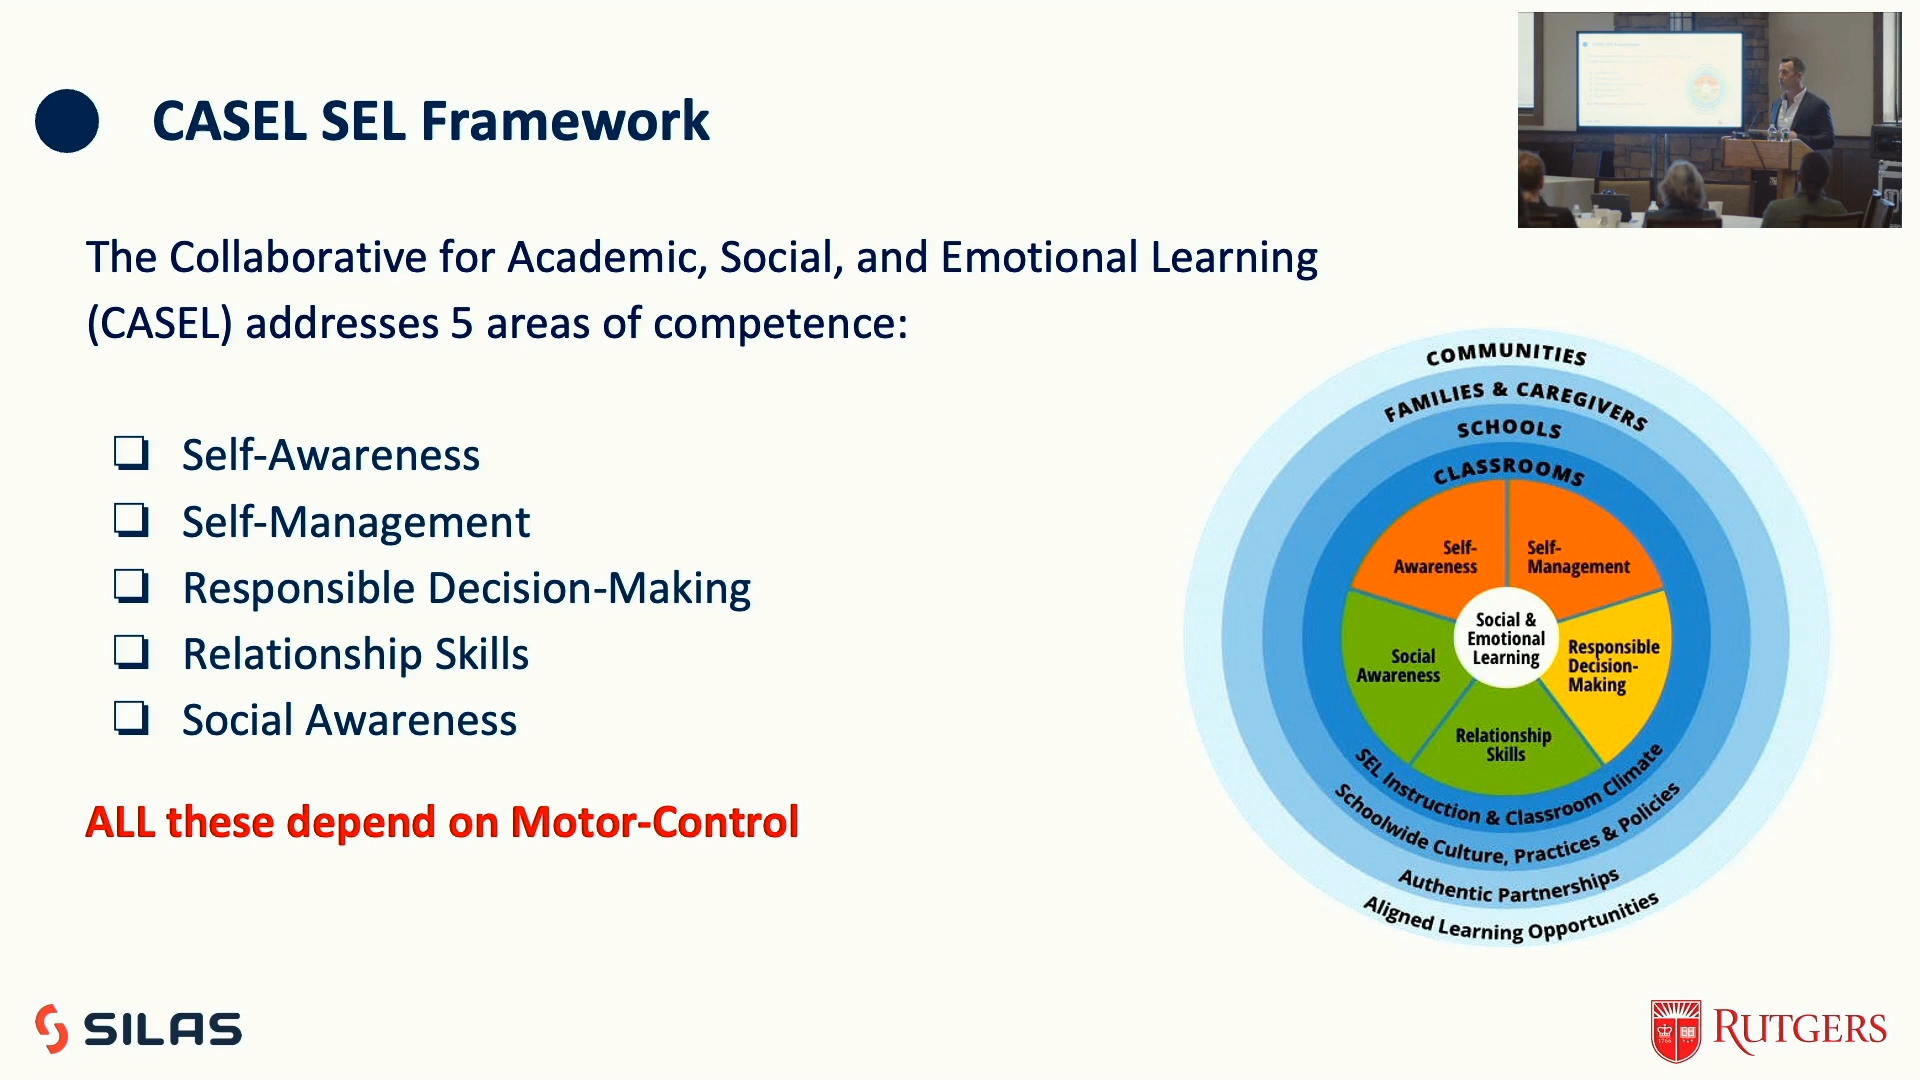 CASEL SEL Framework
The Collaborative for Academic, Social, and Emotional Learning
(CASEL) addresses 5 areas of competence:
❏ Self-Awareness
❏ Self-Management
❏ Responsible Decision-Making
❏ Relationship Skills
❏ Social Awareness
ALL these depend on Motor-Control
COMMUNITIES
FAMILIES & CAREGIVERS
SCHOOLS
CLASSROOMS
Self-
Awareness
Self-
Management
Social &
Emotional
Learning
Social
Awareness
Responsible
Decision-
Making
Relationship
Skills
SEL Instruction & Classroom Climate
Schoolwide Culture, Practices & Policies
Authentic Partnerships
Aligned Learning Opportunities
SILAS
1766
RUTGERS